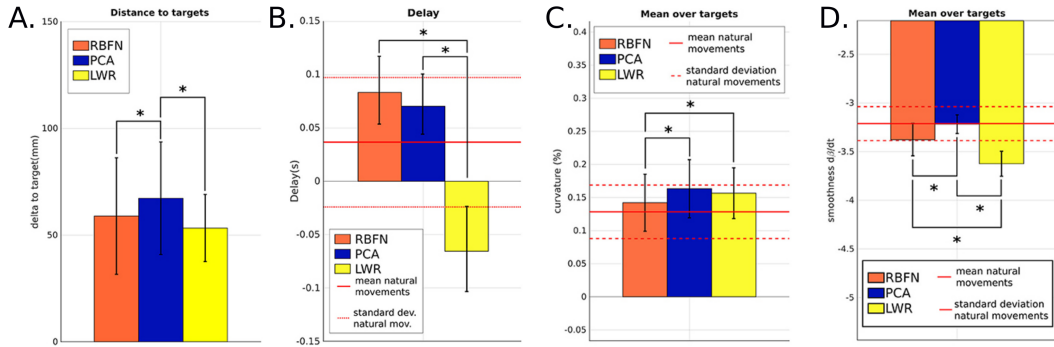 A.
Distance to targets
150
100
50
0
delta to target(mm)
RBFN
PCA
LWR
*
*
B.
Delay
0.15
0.1
0.05
0
-0.05
-0.1
-0.15
Delay(s)
*
*
RBFN
PCA
LWR
mean natural
movements
standard dev.
natural mov.
C.
Mean over targets
0.4
0.35
0.3
0.25
0.2
0.15
0.1
0.05
0
-0.05
curvature (%)
RBFN
PCA
LWR
mean natural
movements
standard deviation
natural movements
*
*
D.
Mean over targets
-2.5
-3
-3.5
-4
-4.5
-5
*
*
*
RBFN
PCA
LWR
mean natural
movements
standard deviation
natural movements